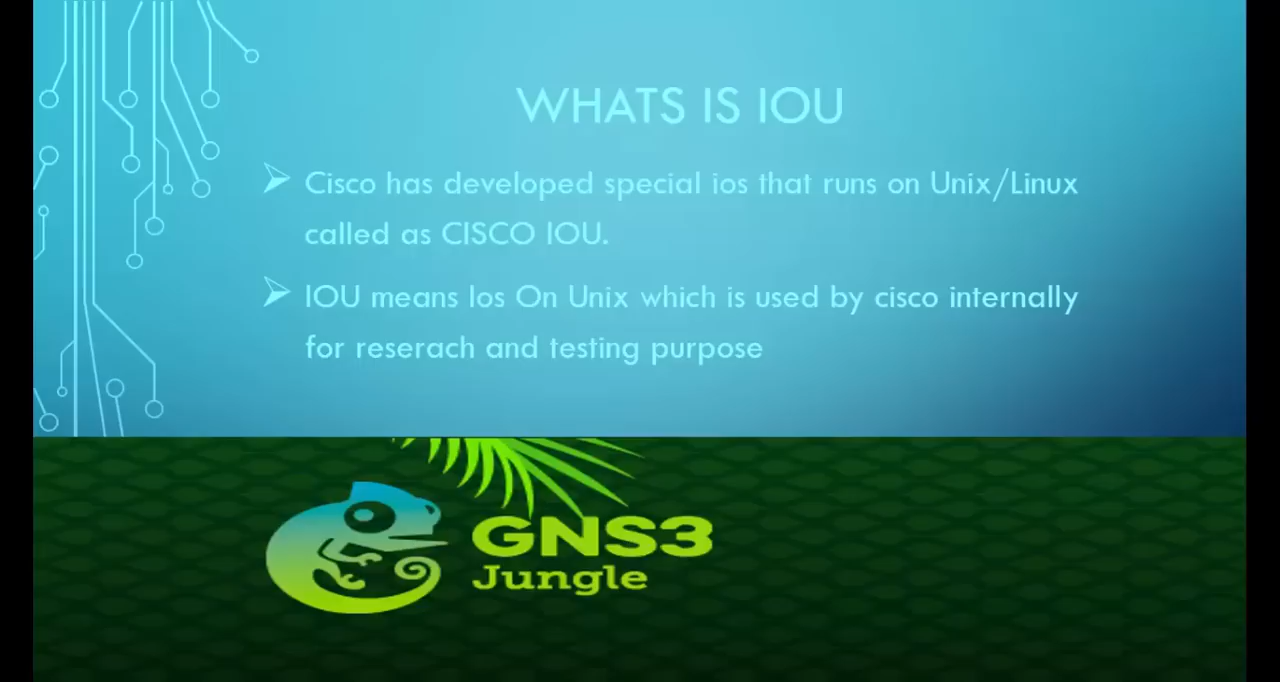 WHATS IS IOU
Cisco has developed special ios that runs on Unix/Linux
called as CISCO IOU.
IOU means Ios On Unix which is used by cisco internally
for reserach and testing purpose
GNS3
Jungle